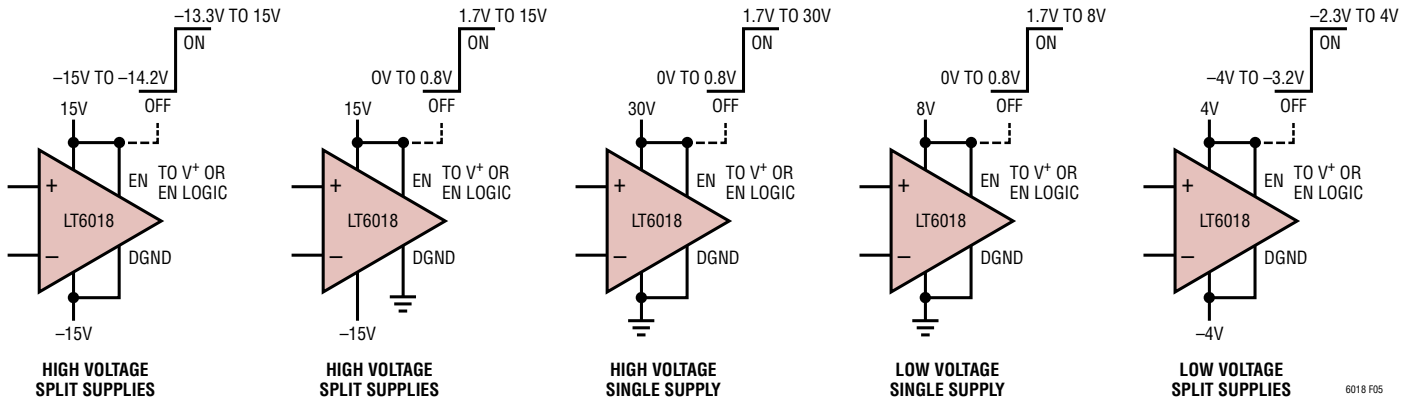 –13.3V TO 15V
ON
–15V TO –14.2V
OFF
15V
+
EN
TO V+ OR
EN LOGIC
LT6018
–
DGND
–15V
HIGH VOLTAGE
SPLIT SUPPLIES
1.7V TO 15V
ON
0V TO 0.8V
OFF
15V
+
EN
TO V+ OR
EN LOGIC
LT6018
–
DGND
–15V
HIGH VOLTAGE
SPLIT SUPPLIES
1.7V TO 30V
ON
0V TO 0.8V
OFF
30V
+
EN
TO V+ OR
EN LOGIC
LT6018
–
DGND
HIGH VOLTAGE
SINGLE SUPPLY
1.7V TO 8V
ON
0V TO 0.8V
OFF
8V
+
EN
TO V+ OR
EN LOGIC
LT6018
–
DGND
LOW VOLTAGE
SINGLE SUPPLY
–2.3V TO 4V
ON
–4V TO –3.2V
OFF
4V
+
EN
TO V+ OR
EN LOGIC
LT6018
–
DGND
–4V
LOW VOLTAGE
SPLIT SUPPLIES
6018 F05